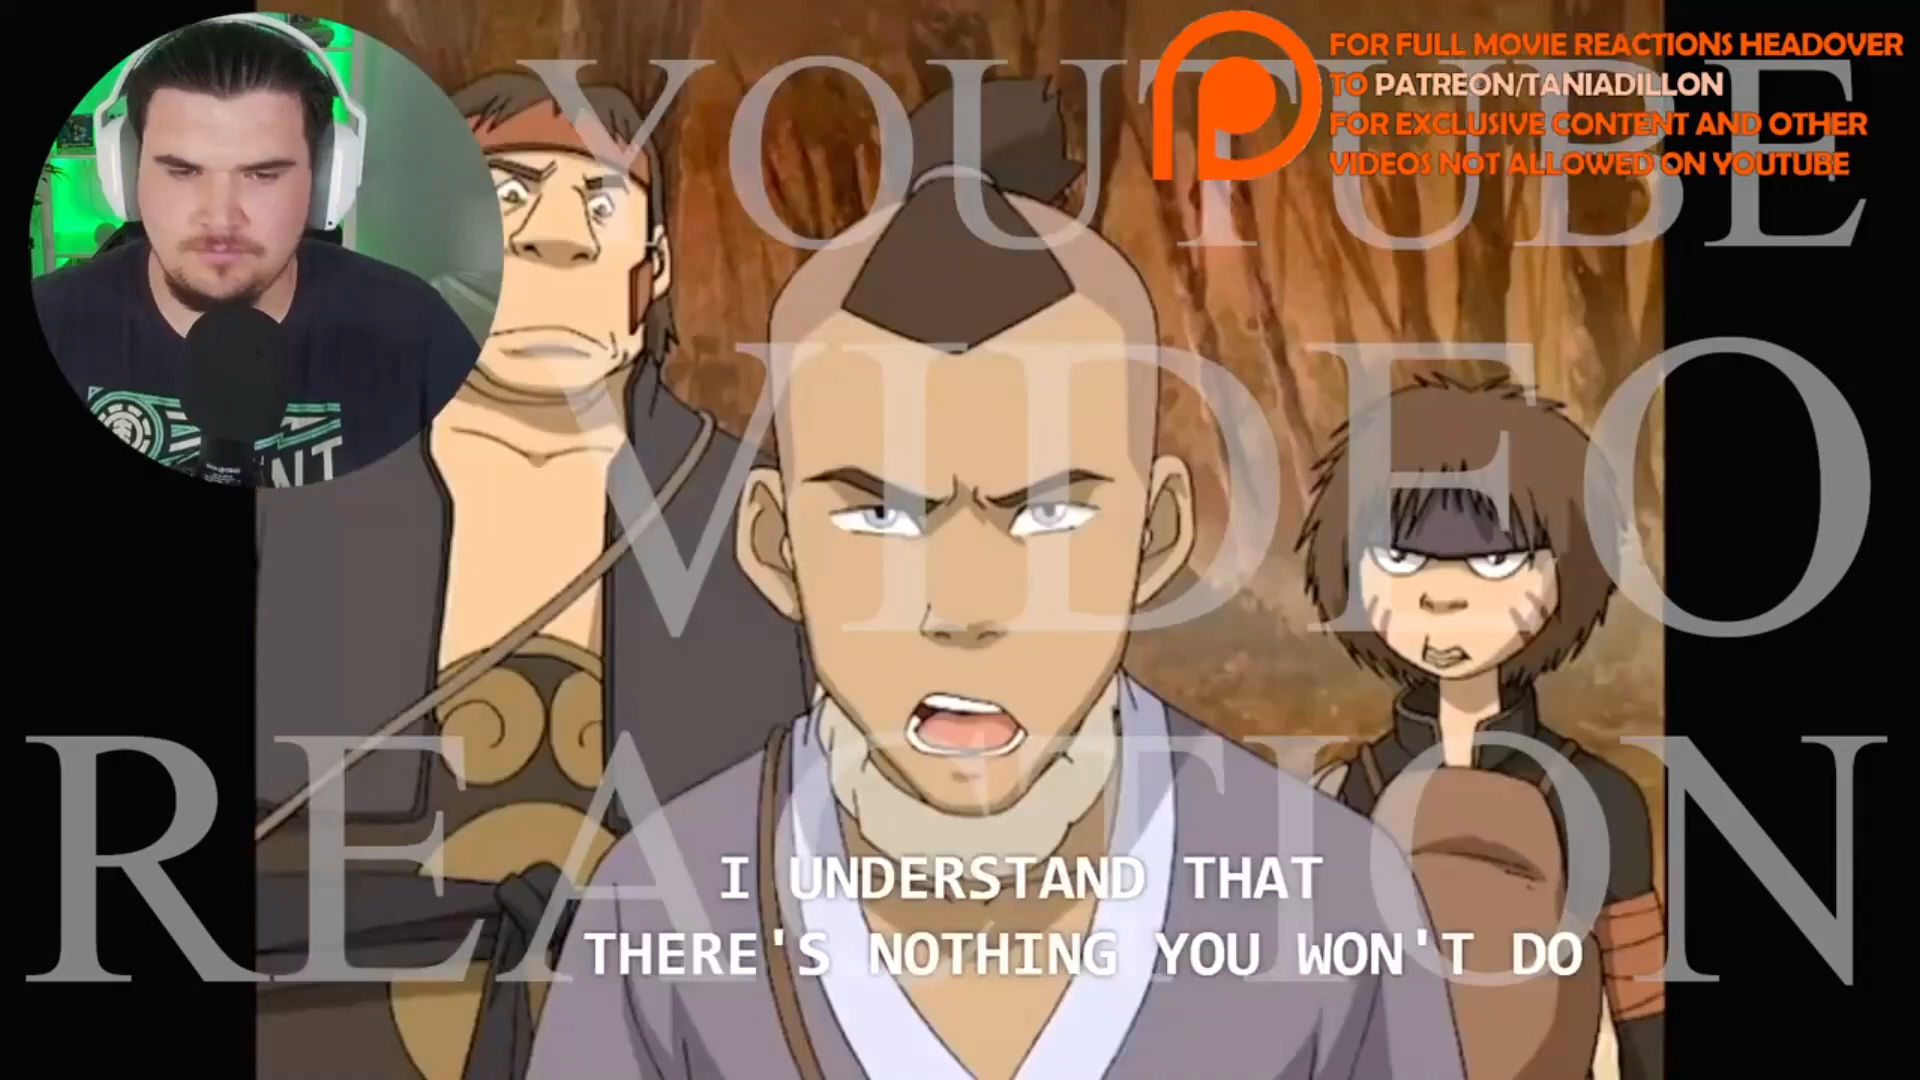 FOR FULL MOVIE REACTIONS HEADOVER
TO PATREON/TANIADILLON
FOR EXCLUSIVE CONTENT AND OTHER
VIDEOS NOT ALLOWED ON YOUTUBE
YOUTUBE
VIDEO
REACTION
I UNDERSTAND THAT
THERE'S NOTHING YOU WON'T DO